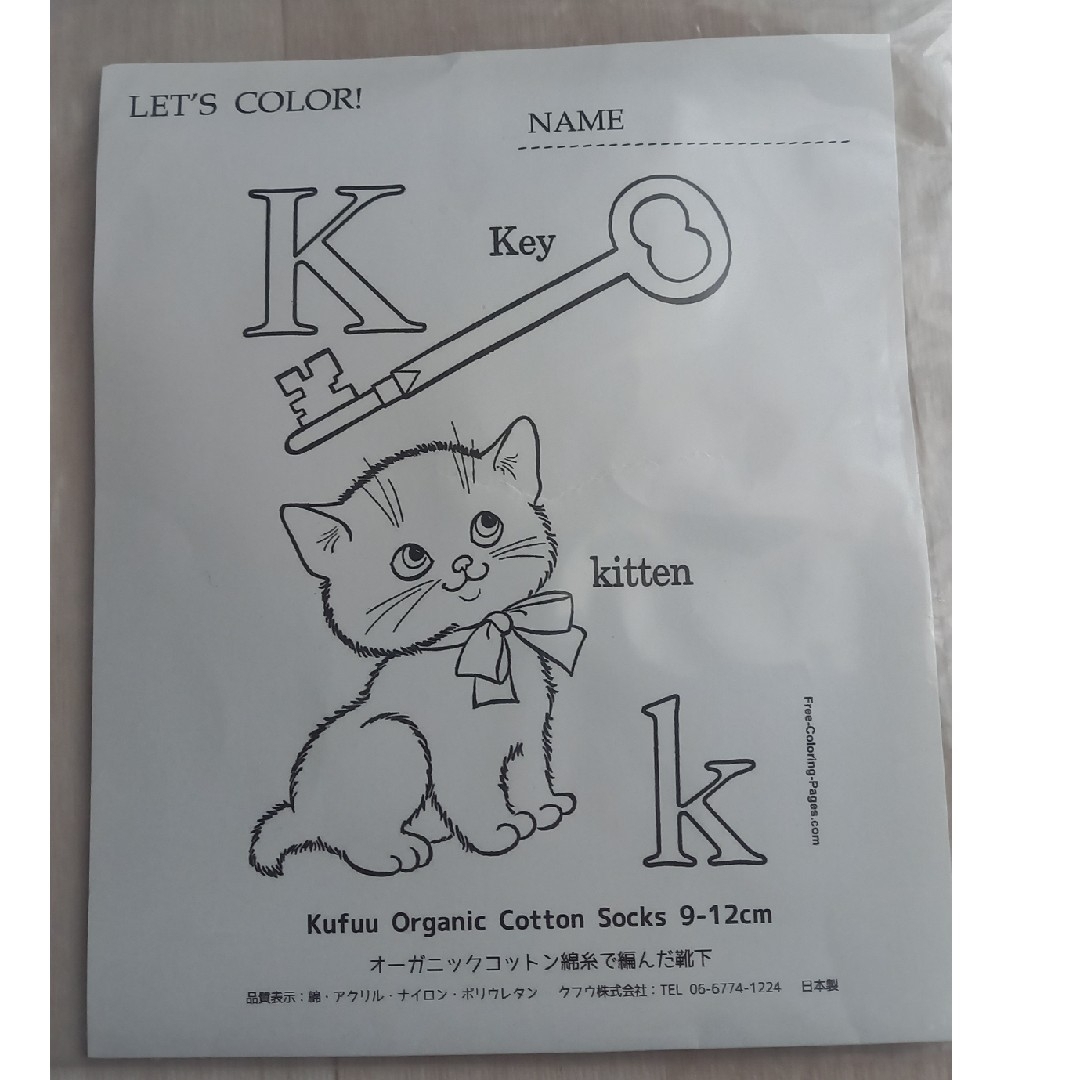 LET'S COLOR!
NAME
K
Key
kitten
k
Free-Coloring-Pages.com
Kufuu Organic Cotton Socks 9-12cm
オーガニックコットン綿糸で編んだ靴下
品質表示：綿・アクリル・ナイロン・ポリウレタン クフウ株式会社：TEL 06-6774-1224 日本製